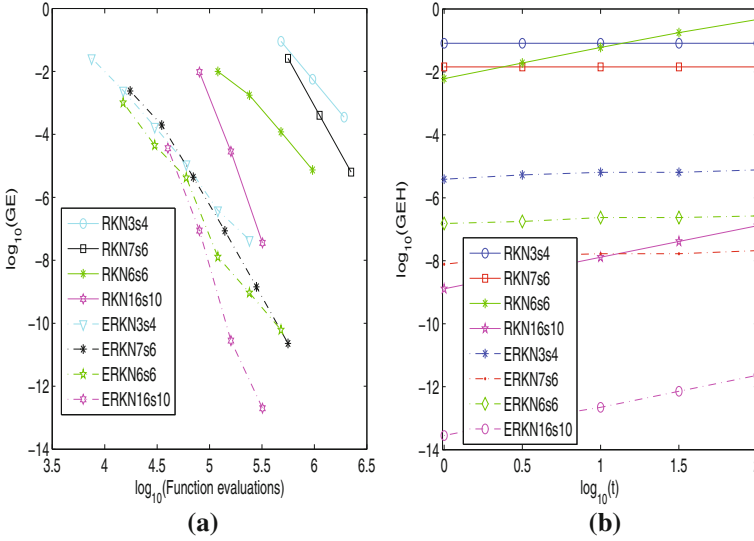 0
−2
−4
−6
−8
−10
−12
−14
3.5
4
4.5
5
5.5
6
6.5
log10(GE)
log10(Function evaluations)
RKN3s4
RKN7s6
RKN6s6
RKN16s10
ERKN3s4
ERKN7s6
ERKN6s6
ERKN16s10
(a)
0
−2
−4
−6
−8
−10
−12
−14
0
0.5
1
1.5
2
log10(GEH)
log10(t)
RKN3s4
RKN7s6
RKN6s6
RKN16s10
ERKN3s4
ERKN7s6
ERKN6s6
ERKN16s10
(b)